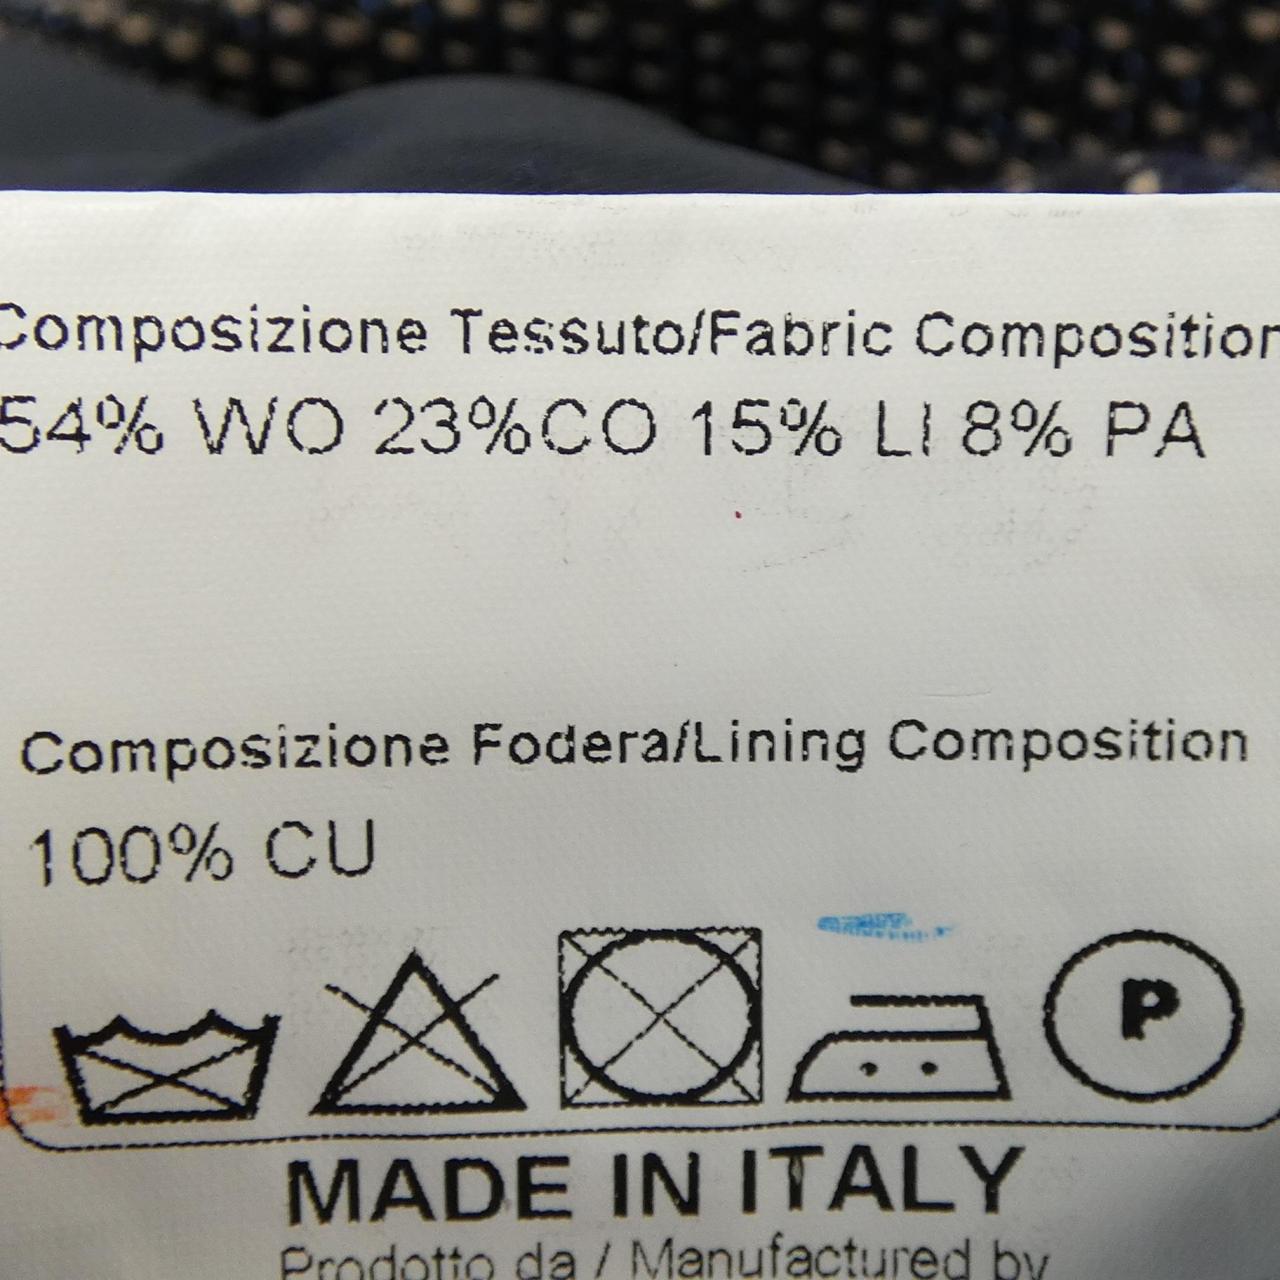 Composizione Tessuto/Fabric Composition
54% WO 23%CO 15% LI 8% PA
Composizione Fodera/Lining Composition
100% CU
P
MADE IN ITALY
Prodotto da / Manufactured by